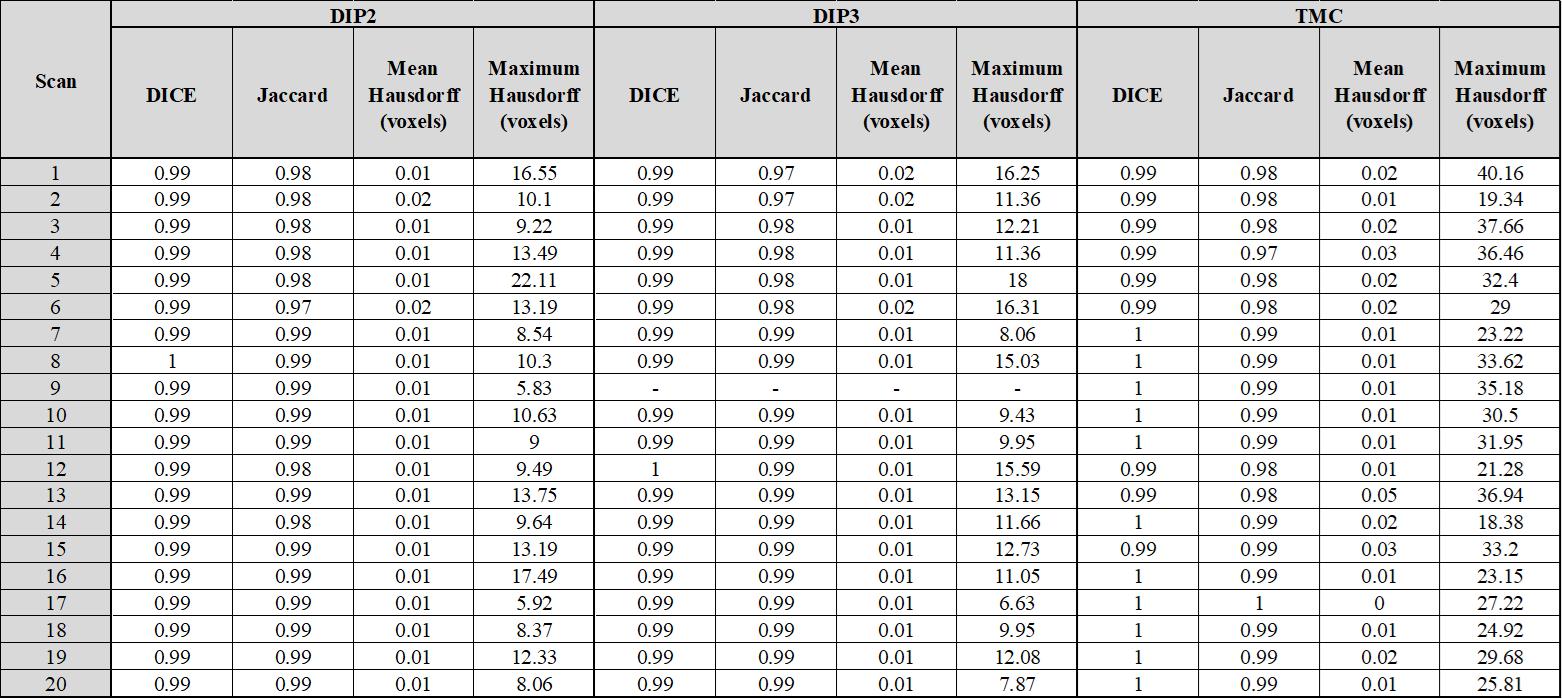 DIP2 DIP3 TMC
Scan DICE Jaccard Mean Hausdorff (voxels) Maximum Hausdorff (voxels) DICE Jaccard Mean Hausdorff (voxels) Maximum Hausdorff (voxels) DICE Jaccard Mean Hausdorff (voxels) Maximum Hausdorff (voxels)
1 0.99 0.98 0.01 16.55 0.99 0.97 0.02 16.25 0.99 0.98 0.02 40.16
2 0.99 0.98 0.02 10.1 0.99 0.97 0.02 11.36 0.99 0.98 0.01 19.34
3 0.99 0.98 0.01 9.22 0.99 0.98 0.01 12.21 0.99 0.98 0.02 37.66
4 0.99 0.98 0.01 13.49 0.99 0.98 0.01 11.36 0.99 0.97 0.03 36.46
5 0.99 0.98 0.01 22.11 0.99 0.98 0.01 18 0.99 0.98 0.02 32.4
6 0.99 0.97 0.02 13.19 0.99 0.98 0.02 16.31 0.99 0.98 0.02 29
7 0.99 0.99 0.01 8.54 0.99 0.99 0.01 8.06 1 0.99 0.01 23.22
8 1 0.99 0.01 10.3 0.99 0.99 0.01 15.03 1 0.99 0.01 33.62
9 0.99 0.99 0.01 5.83 - - - - 1 0.99 0.01 35.18
10 0.99 0.99 0.01 10.63 0.99 0.99 0.01 9.43 1 0.99 0.01 30.5
11 0.99 0.99 0.01 9 0.99 0.99 0.01 9.95 1 0.99 0.01 31.95
12 0.99 0.98 0.01 9.49 1 0.99 0.01 15.59 0.99 0.98 0.01 21.28
13 0.99 0.99 0.01 13.75 0.99 0.99 0.01 13.15 0.99 0.98 0.05 36.94
14 0.99 0.98 0.01 9.64 0.99 0.99 0.01 11.66 1 0.99 0.02 18.38
15 0.99 0.99 0.01 13.19 0.99 0.99 0.01 12.73 0.99 0.99 0.03 33.2
16 0.99 0.99 0.01 17.49 0.99 0.99 0.01 11.05 1 0.99 0.01 23.15
17 0.99 0.99 0.01 5.92 0.99 0.99 0.01 6.63 1 1 0 27.22
18 0.99 0.99 0.01 8.37 0.99 0.99 0.01 9.95 1 0.99 0.01 24.92
19 0.99 0.99 0.01 12.33 0.99 0.99 0.01 12.08 1 0.99 0.02 29.68
20 0.99 0.99 0.01 8.06 0.99 0.99 0.01 7.87 1 0.99 0.01 25.81